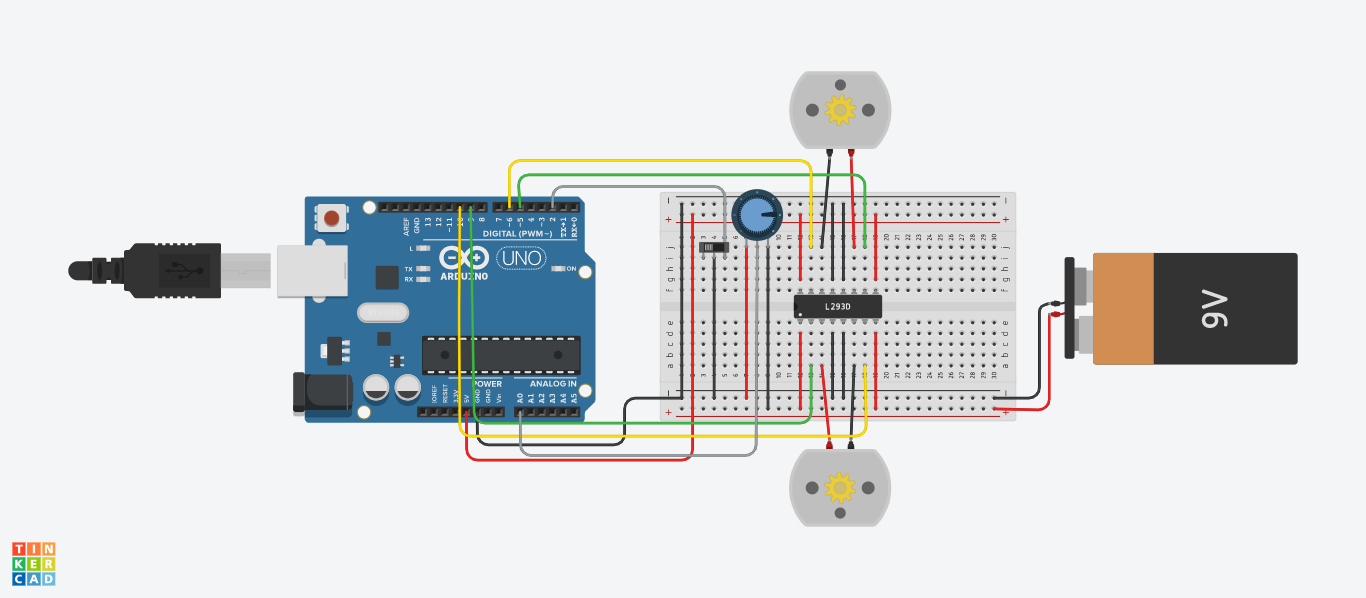 AREF
GND
13
12
~11
8
7
~6
~5
4
~3
2
TX→1
RX←0
DIGITAL (PWM~)
L
TX
RX
ARDUINO
UNO
ON
IOREF
RESET
3.3V
5V
GND
GND
Vin
POWER
ANALOG IN
A0
A1
A2
A3
A4
A5
L293D
9V
TIN
KER
CAD